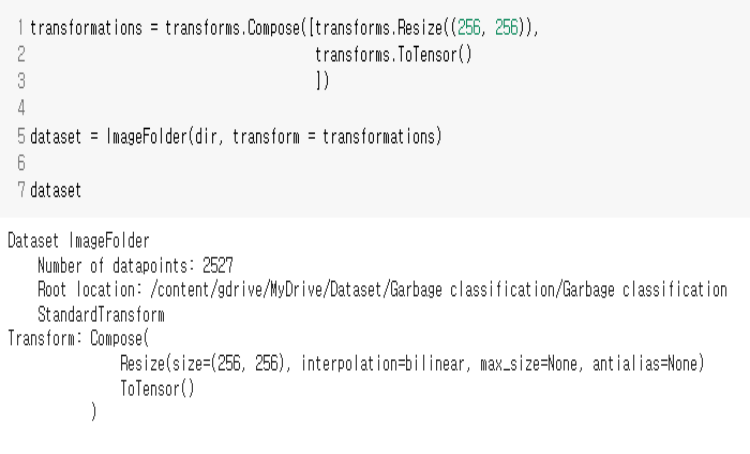 1 transformations = transforms.Compose([transforms.Resize((256, 256)),
2 transforms.ToTensor()
3 ])
4
5 dataset = ImageFolder(dir, transform = transformations)
6
7 dataset
Dataset ImageFolder
Number of datapoints: 2527
Root location: /content/gdrive/MyDrive/Dataset/Garbage classification/Garbage classification
StandardTransform
Transform: Compose(
Resize(size=(256, 256), interpolation=bilinear, max_size=None, antialias=None)
ToTensor()
)